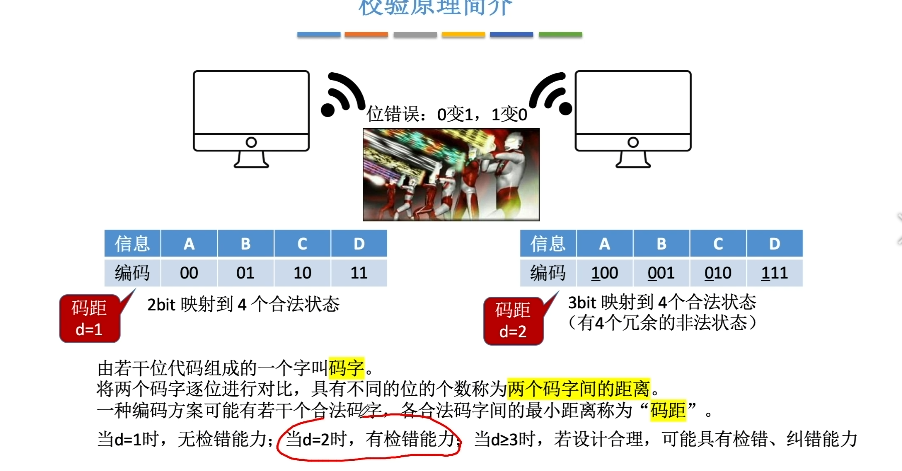 校验原理简介
位错误：0变1，1变0
信息 A B C D
编码 00 01 10 11
码距
d=1
2bit 映射到 4 个合法状态
信息 A B C D
编码 100 001 010 111
码距
d=2
3bit 映射到 4个合法状态
（有4个冗余的非法状态）
由若干位代码组成的一个字叫码字。
将两个码字逐位进行对比，具有不同的位的个数称为两个码字间的距离。
一种编码方案可能有若干个合法码字，各合法码字间的最小距离称为“码距”。
当d=1时，无检错能力；当d=2时，有检错能力；当d≥3时，若设计合理，可能具有检错、纠错能力